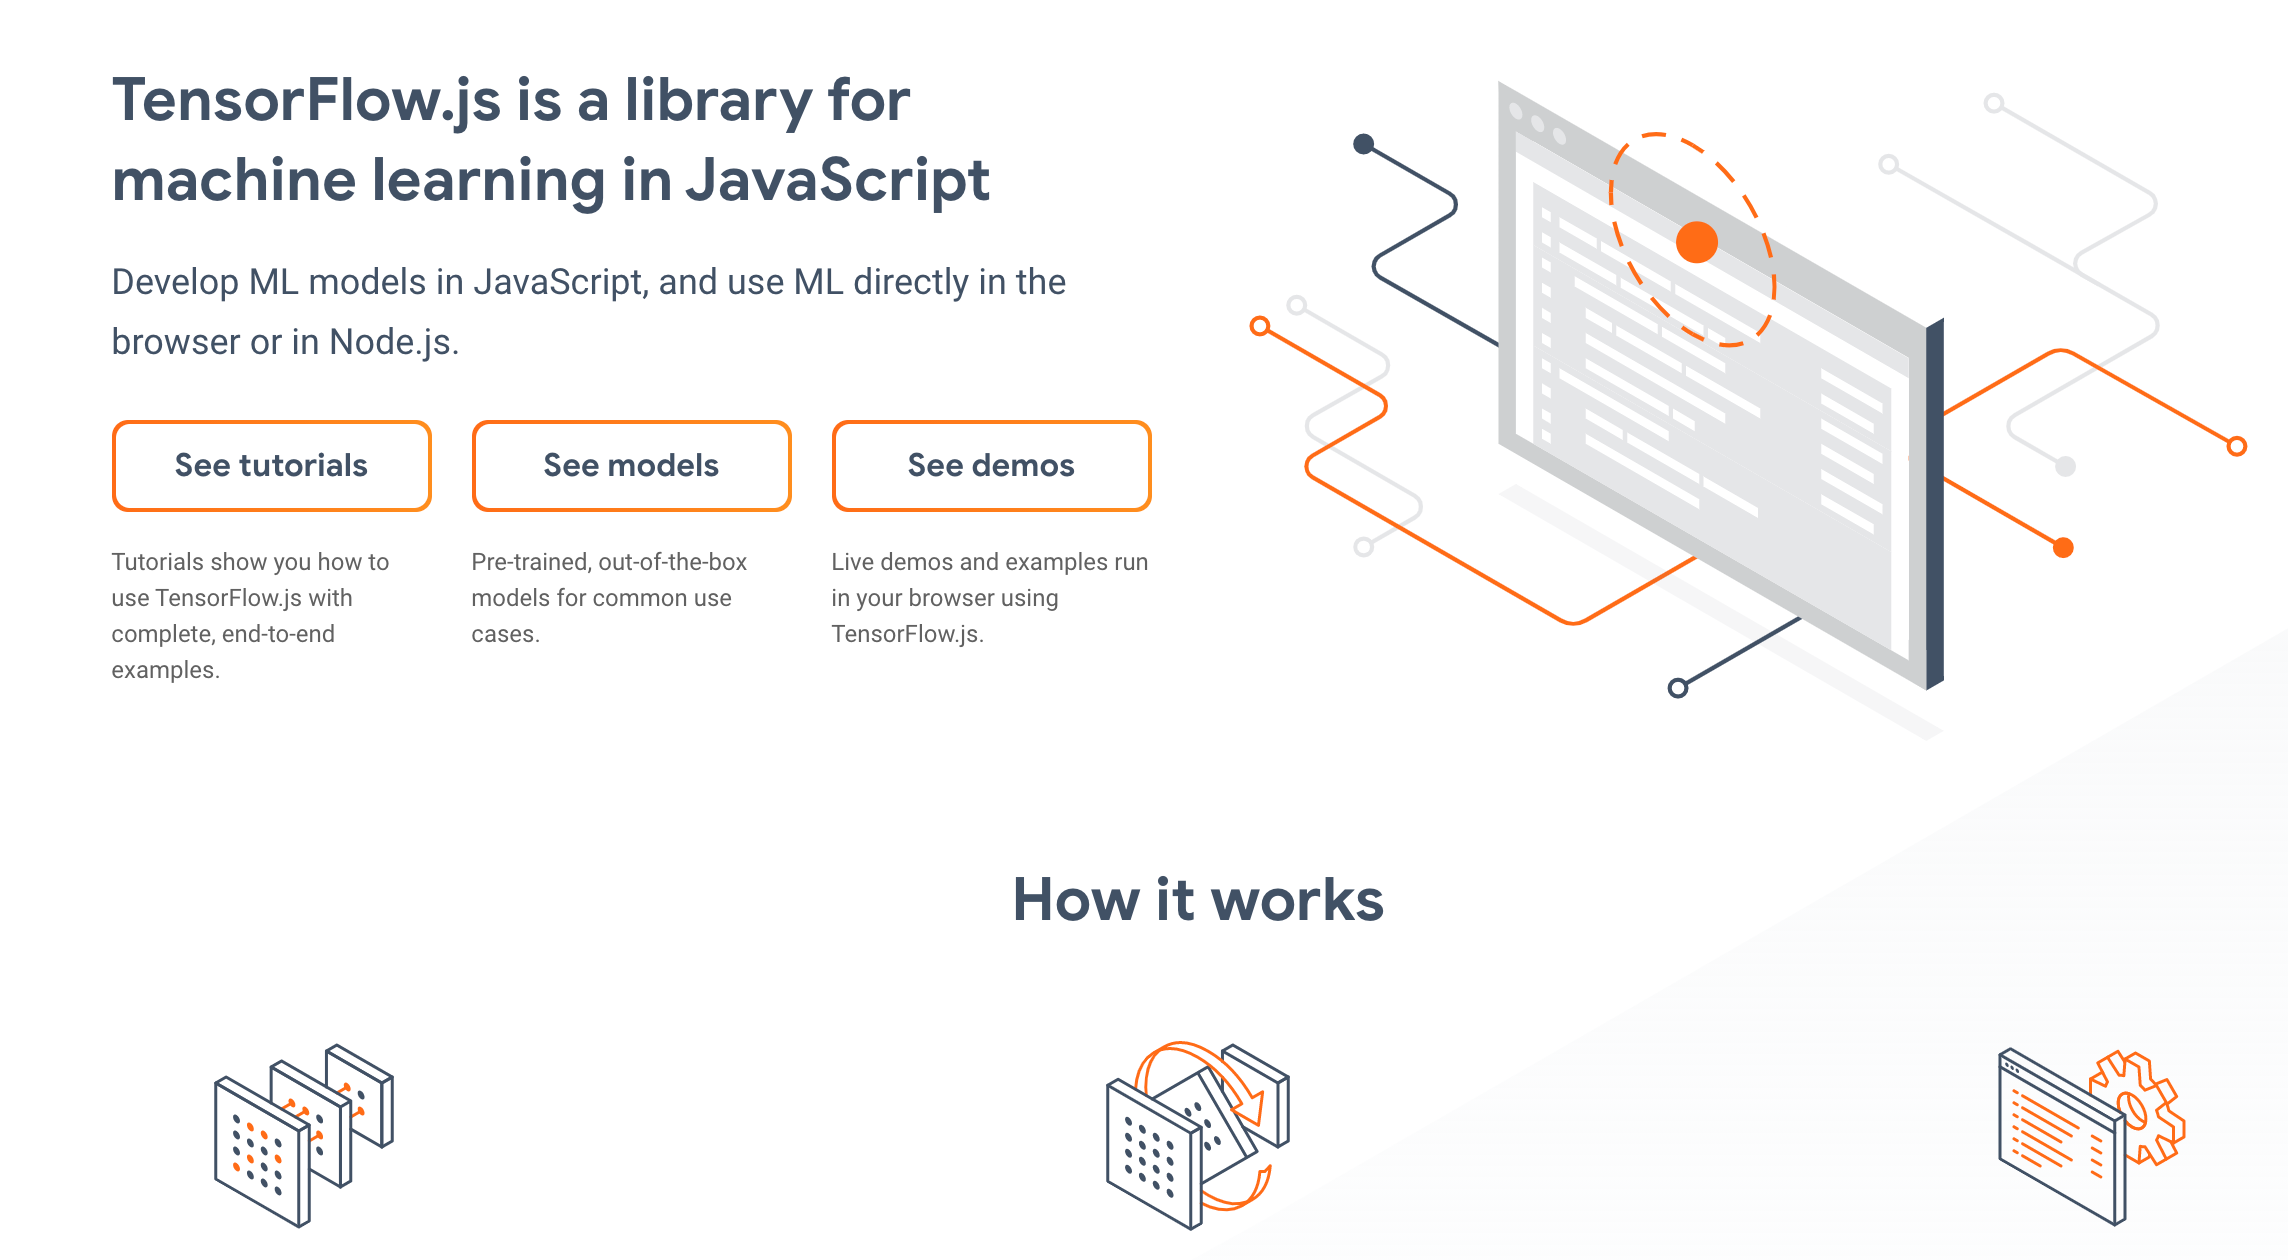 TensorFlow.js is a library for
machine learning in JavaScript
Develop ML models in JavaScript, and use ML directly in the
browser or in Node.js.
See tutorials
See models
See demos
Tutorials show you how to
use TensorFlow.js with
complete, end-to-end
examples.
Pre-trained, out-of-the-box
models for common use
cases.
Live demos and examples run
in your browser using
TensorFlow.js.
How it works